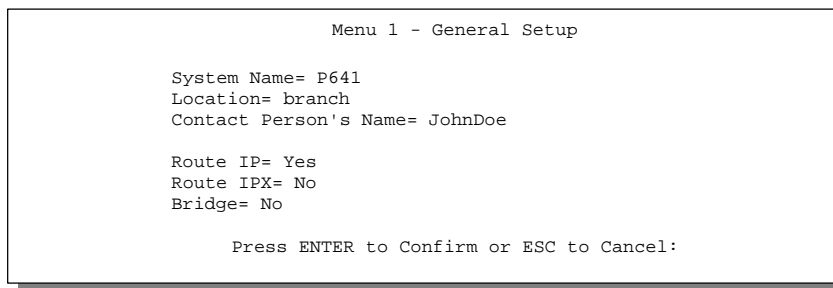 Menu 1 - General Setup
System Name= P641
Location= branch
Contact Person's Name= JohnDoe
Route IP= Yes
Route IPX= No
Bridge= No
Press ENTER to Confirm or ESC to Cancel: